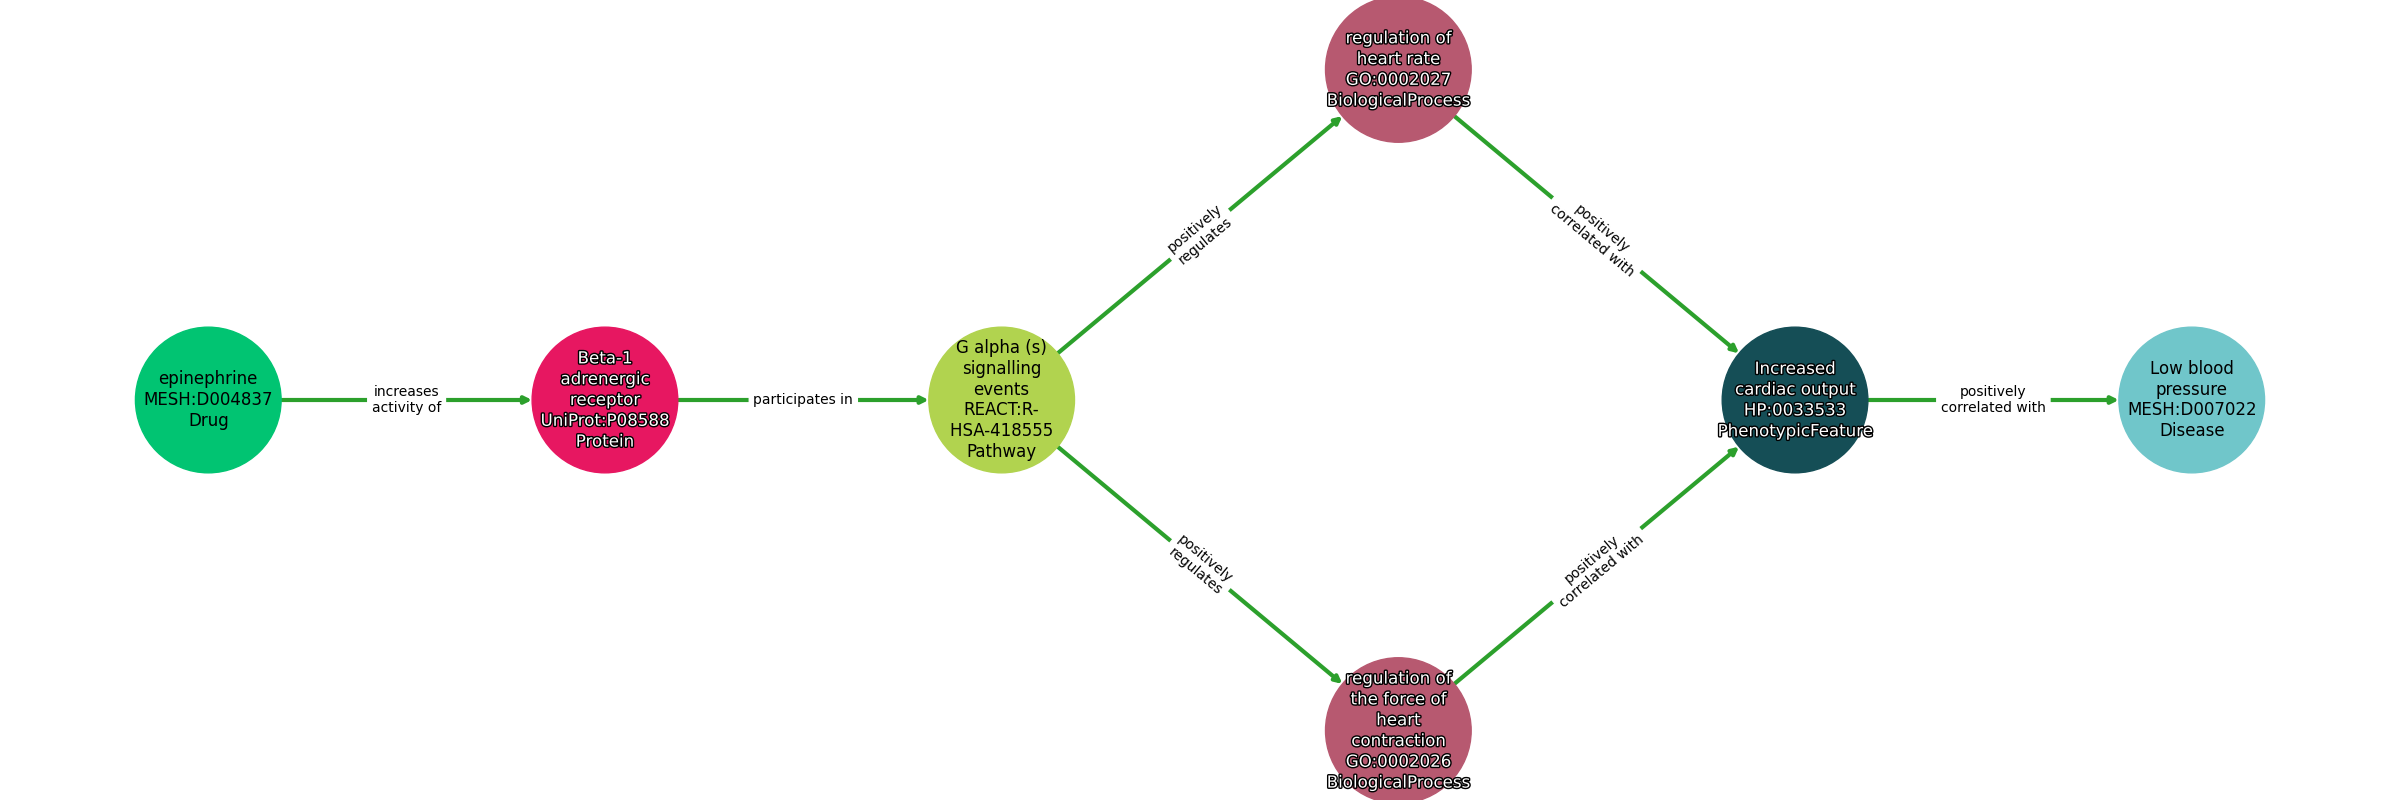 epinephrine
MESH:D004837
Drug
increases
activity of
Beta-1
adrenergic
receptor
UniProt:P08588
Protein
participates in
G alpha (s)
signalling
events
REACT:R-
HSA-418555
Pathway
positively
regulates
regulation of
heart rate
GO:0002027
BiologicalProcess
positively
correlated with
positively
regulates
regulation of
the force of
heart
contraction
GO:0002026
BiologicalProcess
positively
correlated with
Increased
cardiac output
HP:0033533
PhenotypicFeature
positively
correlated with
Low blood
pressure
MESH:D007022
Disease